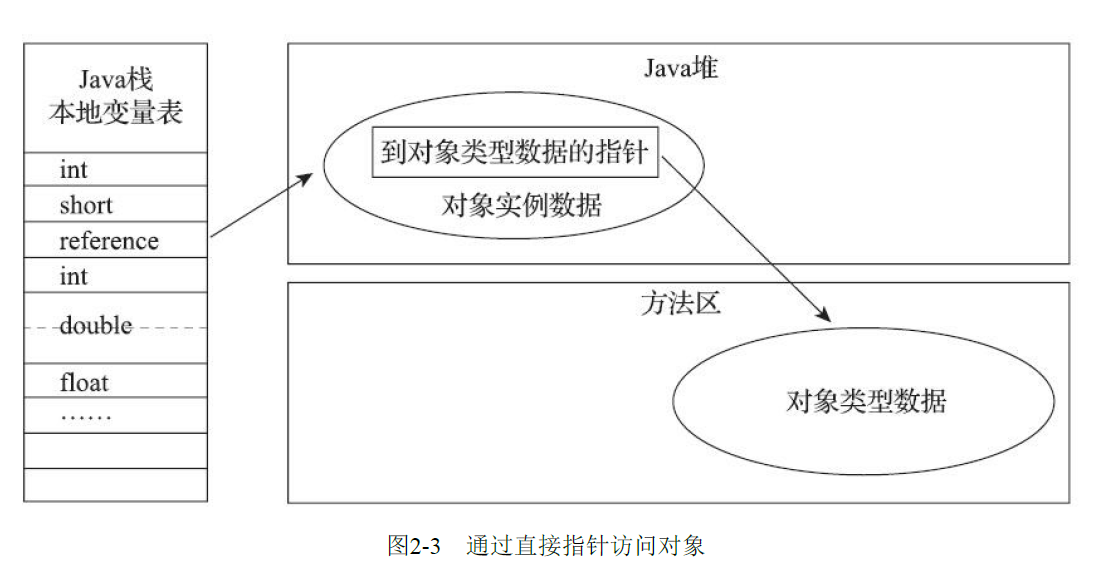 Java栈
本地变量表
int
short
reference
int
double
float
……
Java堆
到对象类型数据的指针
对象实例数据
方法区
对象类型数据
图2-3　通过直接指针访问对象